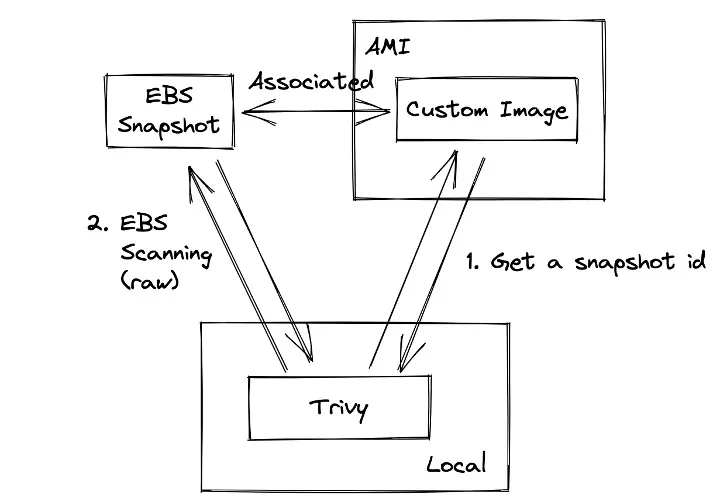 AMI
Associated
EBS
Snapshot
Custom Image
2. EBS
Scanning
(raw)
1. Get a snapshot id
Trivy
Local